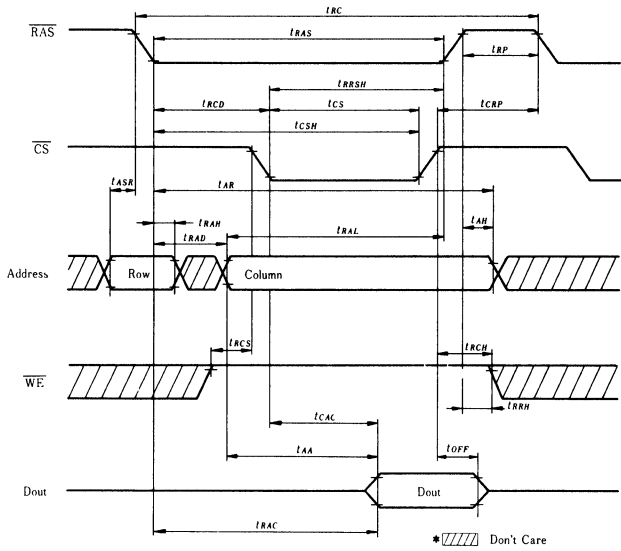 tRC
RAS
tRAS
tRP
tRRSH
tRCD
tCS
tCRP
tCSH
CS
tASR
tAR
tRAH
tAH
tRAD
tRAL
Address
Row
Column
tRCS
tRCH
WE
tRRH
tCAC
tAA
tOFF
Dout
Dout
tRAC
* Don't Care